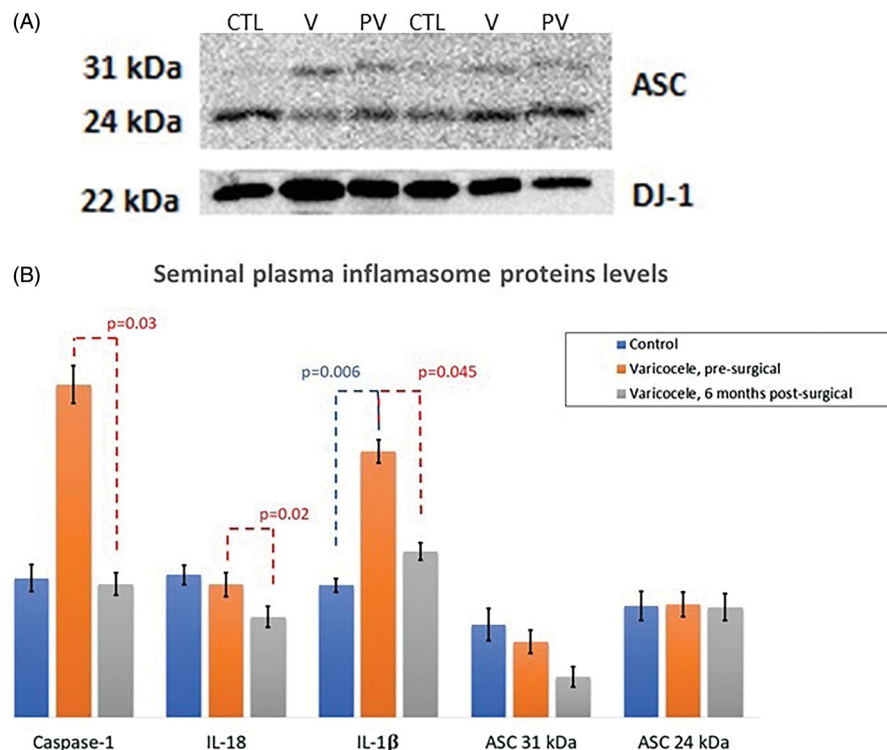 (A)
CTL V PV CTL V PV
31 kDa
ASC
24 kDa
22 kDa
DJ-1
(B)
Seminal plasma inflamasome proteins levels
p=0.03
Control
Varicocele, pre-surgical
Varicocele, 6 months post-surgical
p=0.006
p=0.045
p=0.02
Caspase-1 IL-18 IL-1β ASC 31 kDa ASC 24 kDa